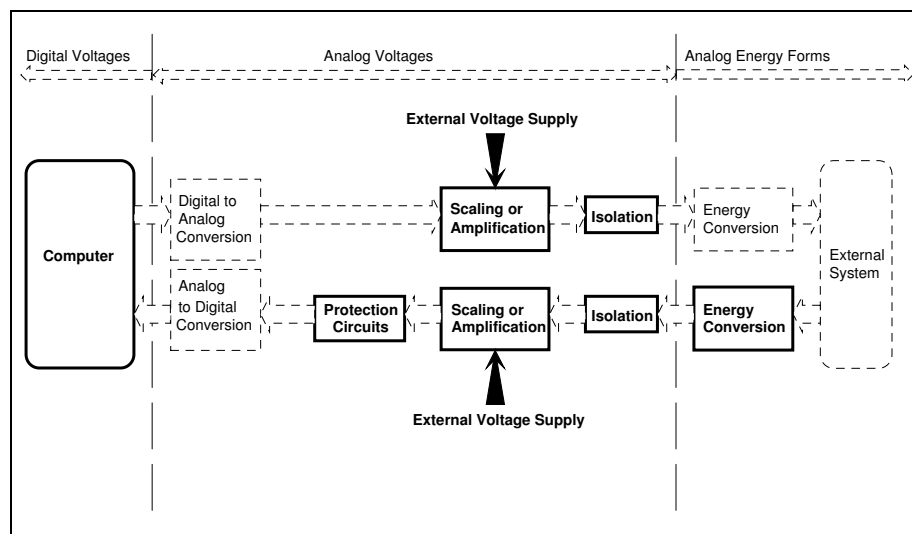 Digital Voltages
Analog Voltages
Analog Energy Forms
External Voltage Supply
Digital to
Analog
Conversion
Scaling or
Amplification
Isolation
Energy
Conversion
Computer
External
System
Analog
to Digital
Conversion
Protection
Circuits
Scaling or
Amplification
Isolation
Energy
Conversion
External Voltage Supply